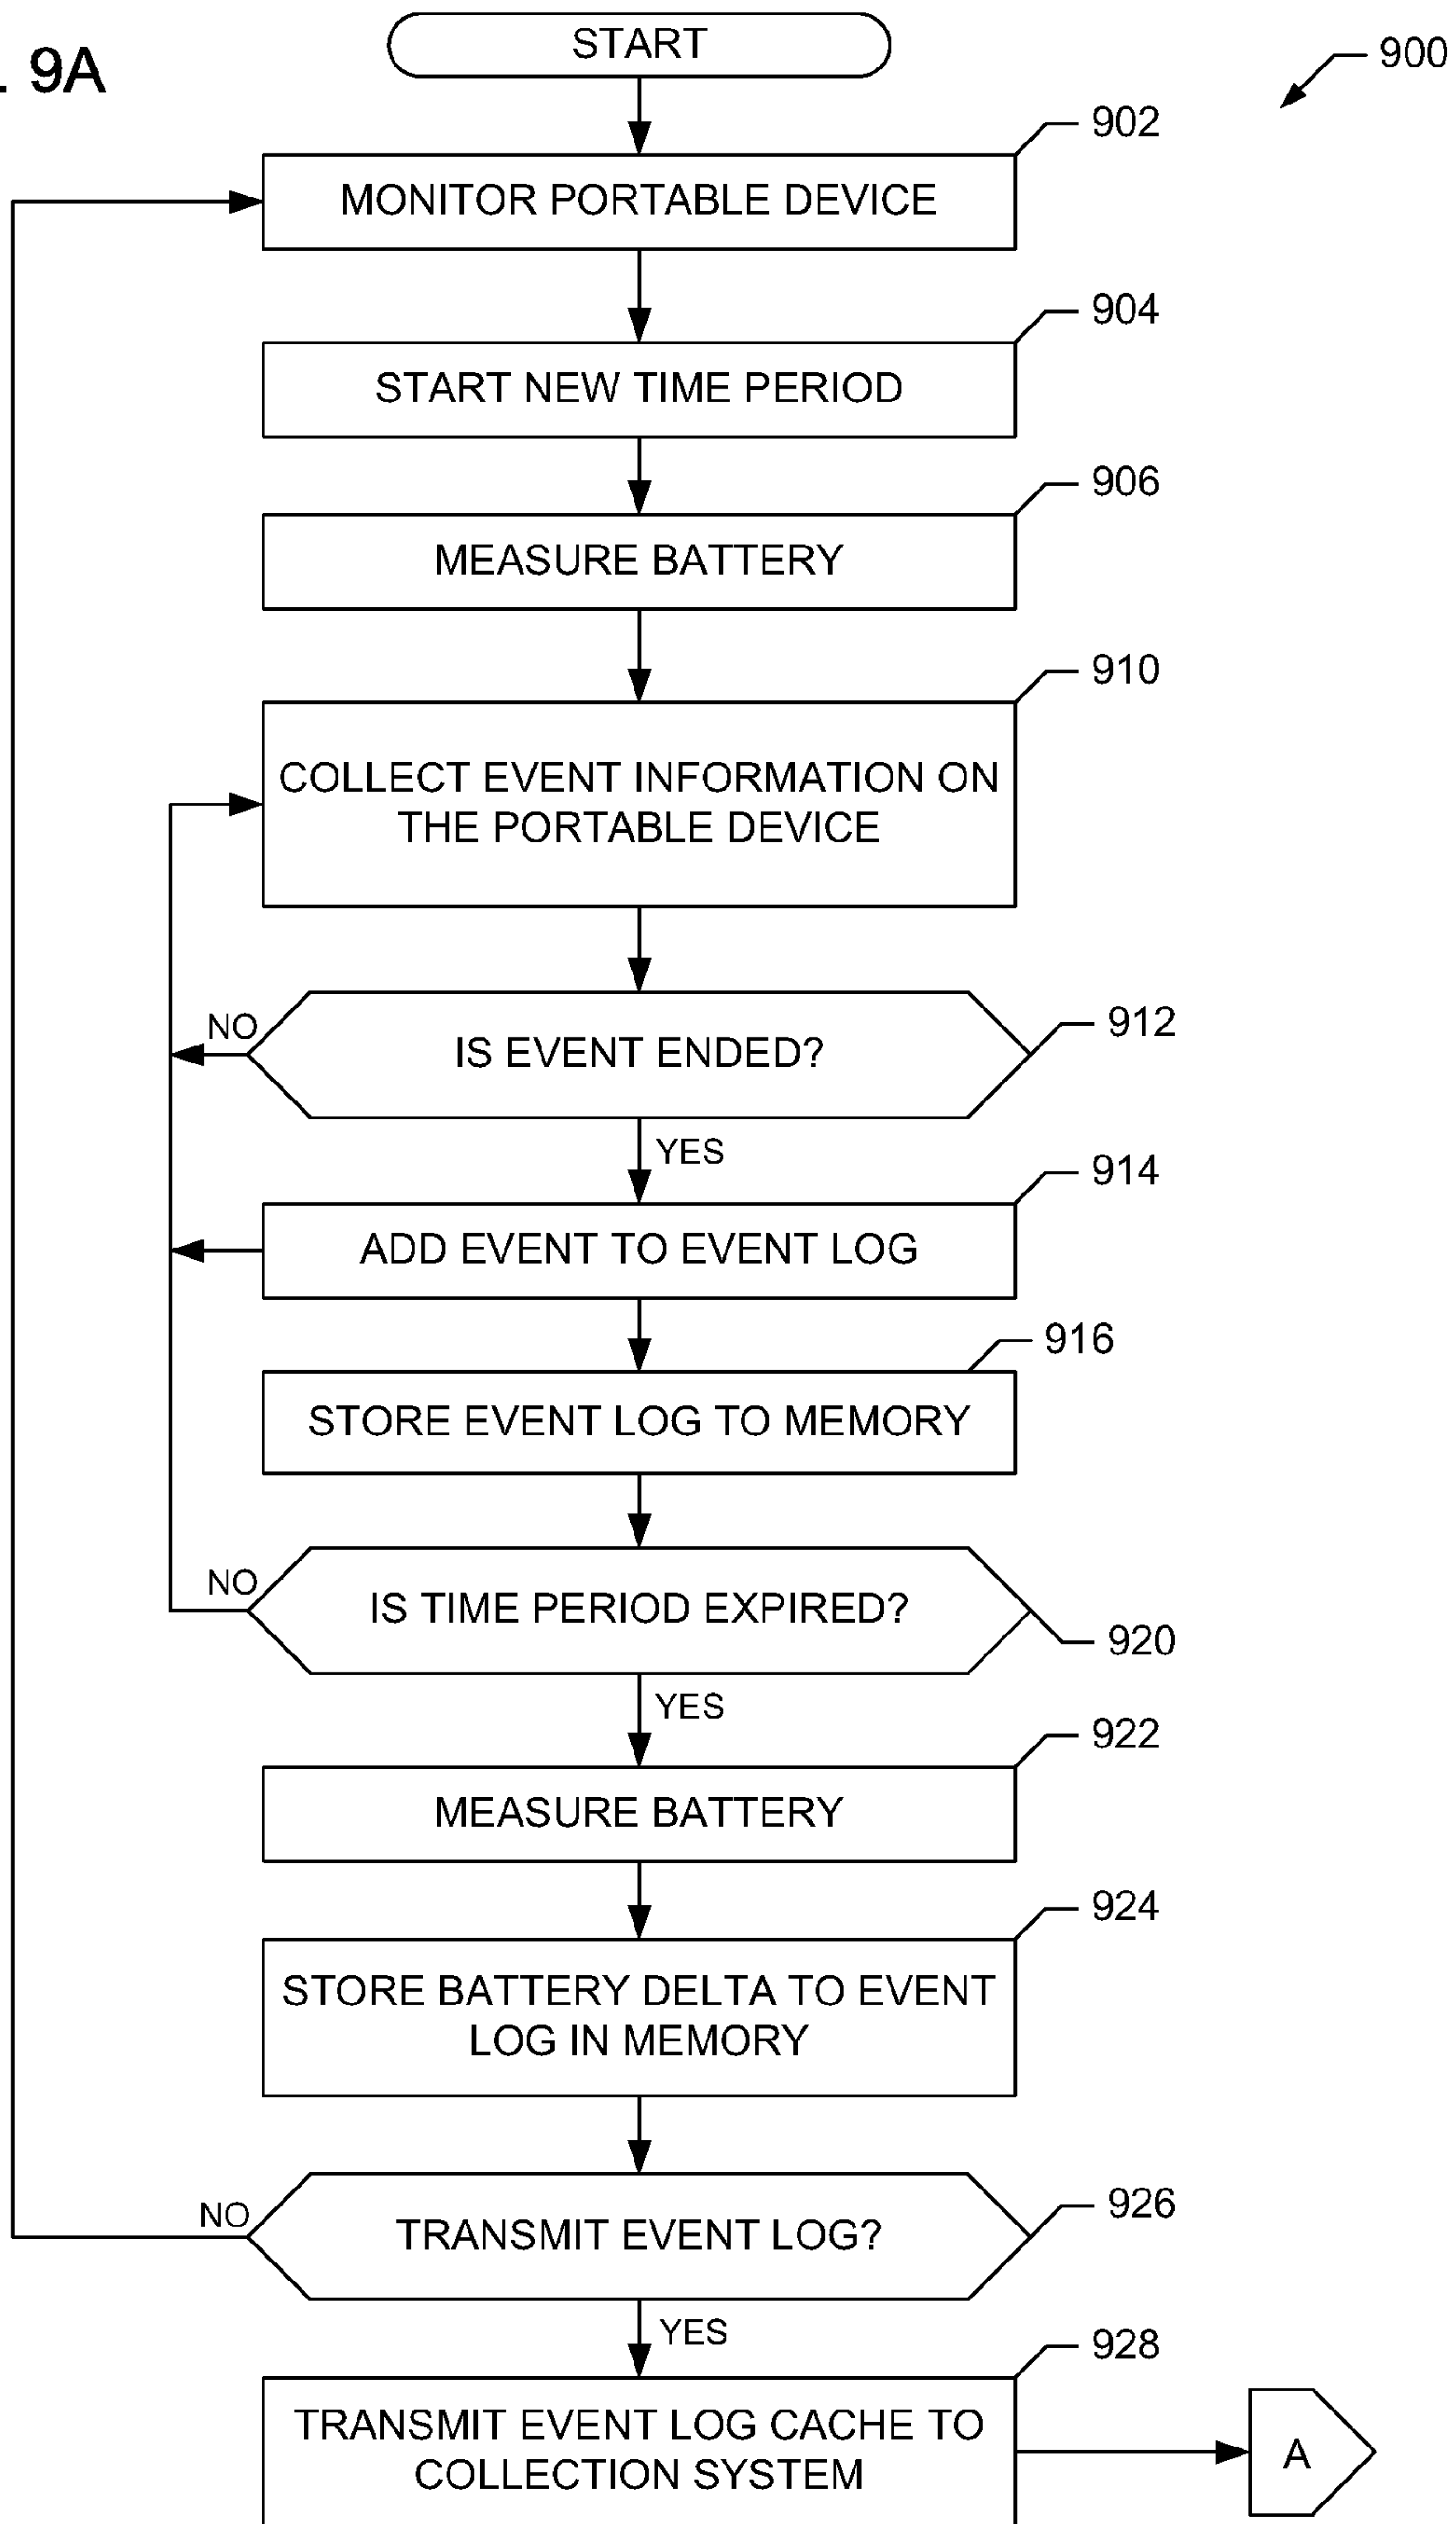 . 9A
START
900
902
MONITOR PORTABLE DEVICE
904
START NEW TIME PERIOD
906
MEASURE BATTERY
910
COLLECT EVENT INFORMATION ON
THE PORTABLE DEVICE
NO
IS EVENT ENDED?
912
YES
914
ADD EVENT TO EVENT LOG
916
STORE EVENT LOG TO MEMORY
NO
IS TIME PERIOD EXPIRED?
920
YES
922
MEASURE BATTERY
924
STORE BATTERY DELTA TO EVENT
LOG IN MEMORY
NO
TRANSMIT EVENT LOG?
926
YES
928
TRANSMIT EVENT LOG CACHE TO
COLLECTION SYSTEM
A